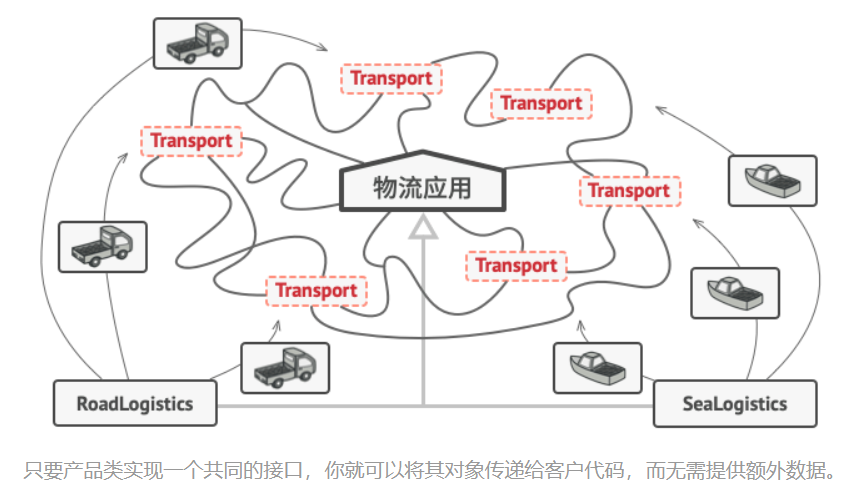 Transport
Transport
Transport
物流应用
Transport
Transport
Transport
RoadLogistics
SeaLogistics
只要产品类实现一个共同的接口，你就可以将其对象传递给客户代码，而无需提供额外数据。